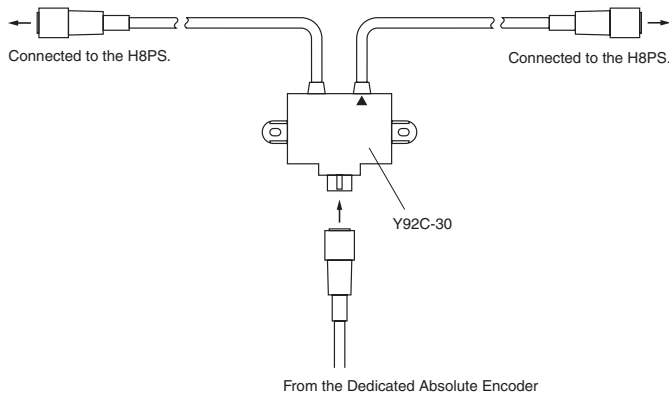 Connected to the H8PS.
Connected to the H8PS.
Y92C-30
From the Dedicated Absolute Encoder